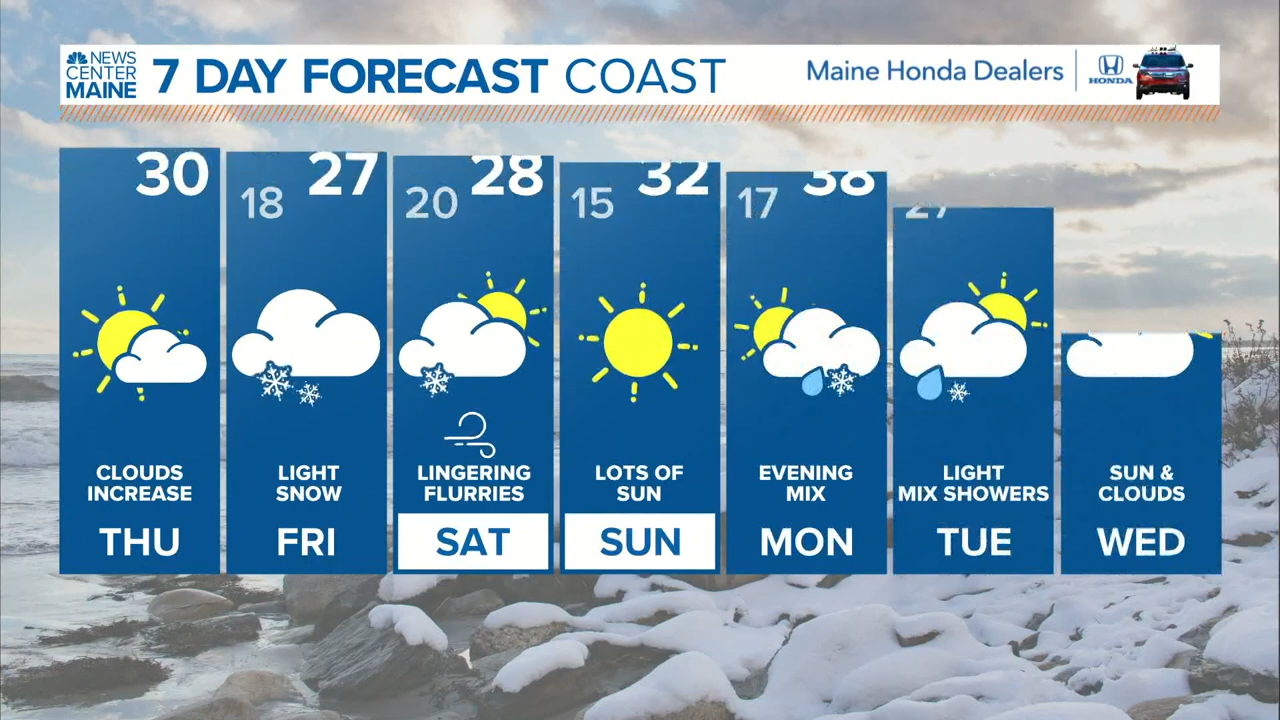 NEWS
CENTER
MAINE
7 DAY FORECAST COAST
Maine Honda Dealers
HONDA
30
18 27
20 28
15 32
17 38
CLOUDS
INCREASE
THU
LIGHT
SNOW
FRI
LINGERING
FLURRIES
SAT
LOTS OF
SUN
SUN
EVENING
MIX
MON
LIGHT
MIX SHOWERS
TUE
SUN &
CLOUDS
WED